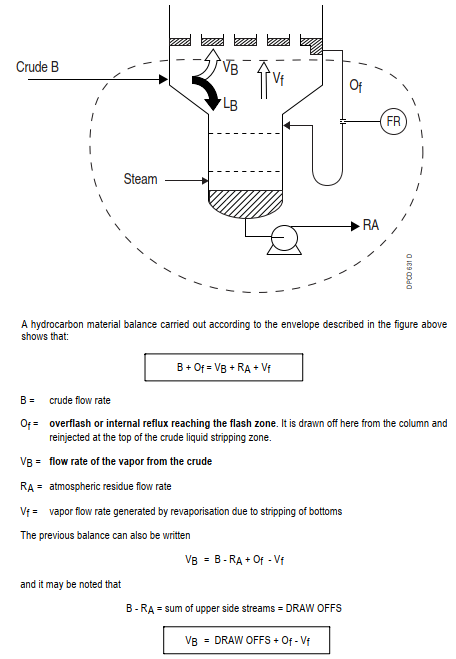 Crude B
VB
Vf
Of
LB
FR
Steam
RA
DPCD 631 D
A hydrocarbon material balance carried out according to the envelope described in the figure above
shows that:
B + Of = VB + RA + Vf
B = crude flow rate
Of = overflash or internal reflux reaching the flash zone. It is drawn off here from the column and
reinjected at the top of the crude liquid stripping zone.
VB = flow rate of the vapor from the crude
RA = atmospheric residue flow rate
Vf = vapor flow rate generated by revaporisation due to stripping of bottoms
The previous balance can also be written
VB = B - RA + Of - Vf
and it may be noted that
B - RA = sum of upper side streams = DRAW OFFS
VB = DRAW OFFS + Of - Vf